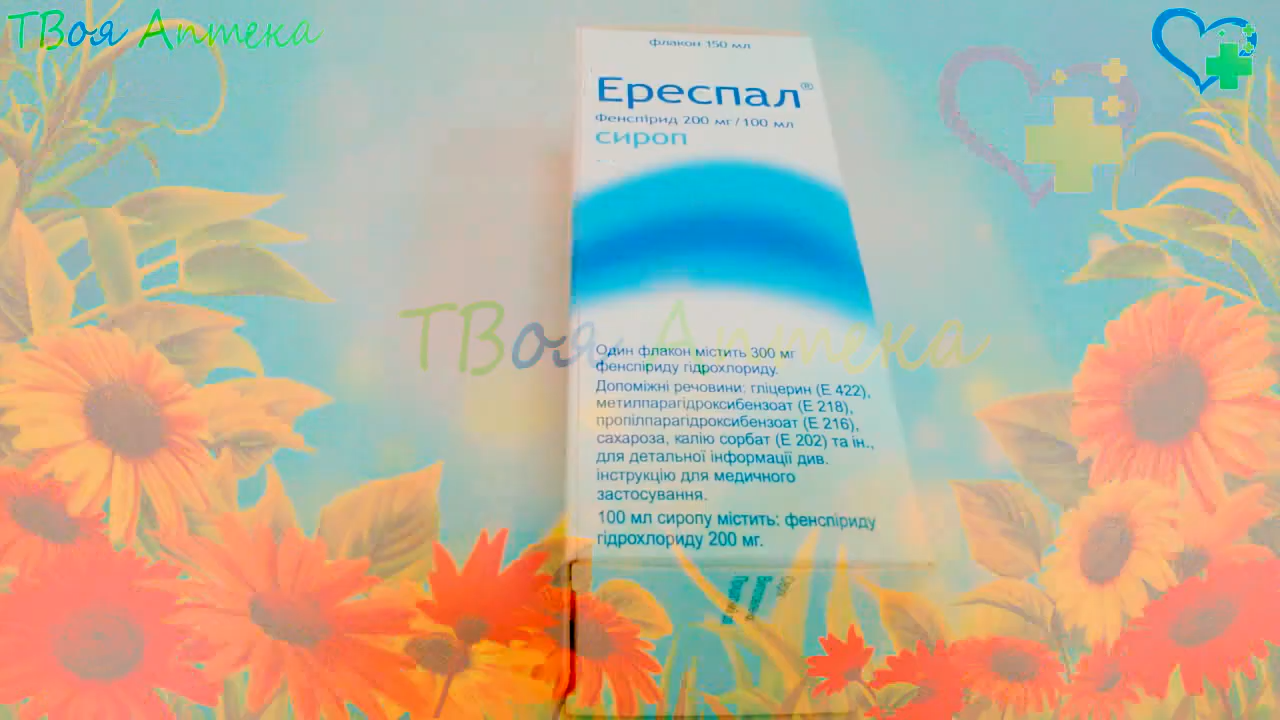 ТВоя Аптека
флакон 150 мл
Ереспал®
Фенспірид 200 мг/100 мл
сироп
ТВоя Аптека
Один флакон містить 300 мг
фенспіриду гідрохлориду.
Допоміжні речовини: гліцерин (Е 422),
метилпарагідроксибензоат (Е 218),
пропілпарагідроксибензоат (Е 216),
сахароза, калію сорбат (Е 202) та ін.,
для детальної інформації див.
інструкцію для медичного
застосування.
100 мл сиропу містить: фенспіриду
гідрохлориду 200 мг.